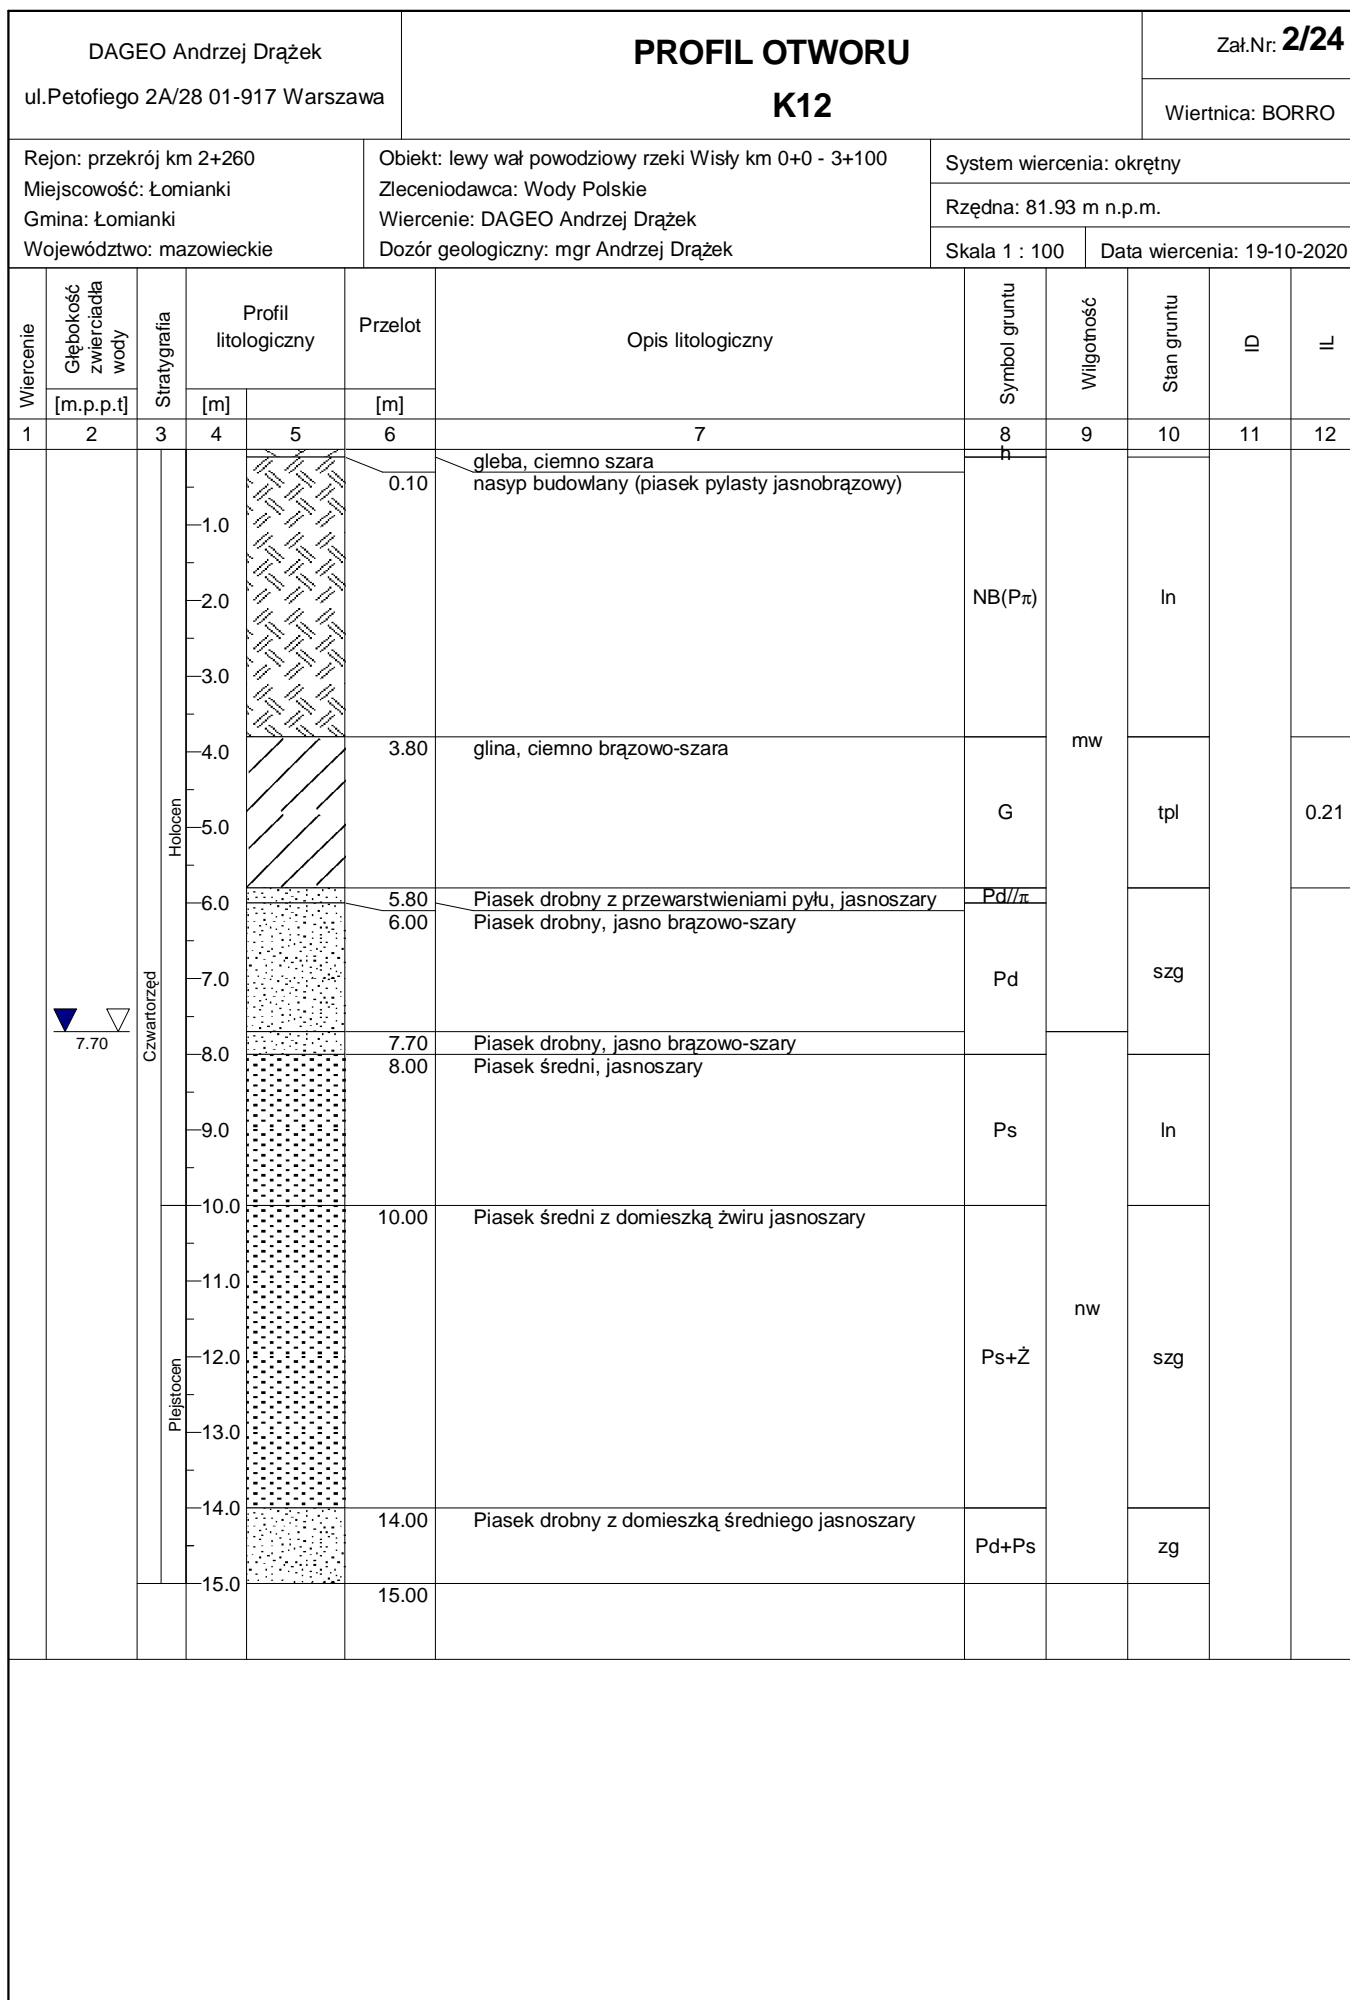 DAGEO Andrzej Drążek
ul.Petofiego 2A/28 01-917 Warszawa
PROFIL OTWORU
K12
Zał.Nr: 2/24
Wiertnica: BORRO
Rejon: przekrój km 2+260
Miejscowość: Łomianki
Gmina: Łomianki
Województwo: mazowieckie
Obiekt: lewy wał powodziowy rzeki Wisły km 0+0 - 3+100
Zleceniodawca: Wody Polskie
Wiercenie: DAGEO Andrzej Drążek
Dozór geologiczny: mgr Andrzej Drążek
System wiercenia: okrętny
Rzędna: 81.93 m n.p.m.
Skala 1 : 100
Data wiercenia: 19-10-2020
Wiercenie
Głębokość zwierciadła wody
[m.p.p.t]
Stratygrafia
Profil litologiczny
[m]
Przelot
[m]
Opis litologiczny
Symbol gruntu
Wilgotność
Stan gruntu
ID
IL
1 2 3 4 5 6 7 8 9 10 11 12
gleba, ciemno szara
h
0.10 nasyp budowlany (piasek pylasty jasnobrązowy)
1.0
2.0 NB(Pπ) ln
3.0
mw
4.0 3.80 glina, ciemno brązowo-szara
Holocen
5.0 G tpl 0.21
5.80 Piasek drobny z przewarstwieniami pyłu, jasnoszary Pd//π
6.0 6.00 Piasek drobny, jasno brązowo-szary
7.0 Pd szg
Czwartorzęd
7.70
7.70 Piasek drobny, jasno brązowo-szary
8.0 8.00 Piasek średni, jasnoszary
9.0 Ps ln
10.0 10.00 Piasek średni z domieszką żwiru jasnoszary
11.0
nw
12.0 Ps+Ż szg
Plejstocen
13.0
14.0 14.00 Piasek drobny z domieszką średniego jasnoszary
Pd+Ps zg
15.0 15.00